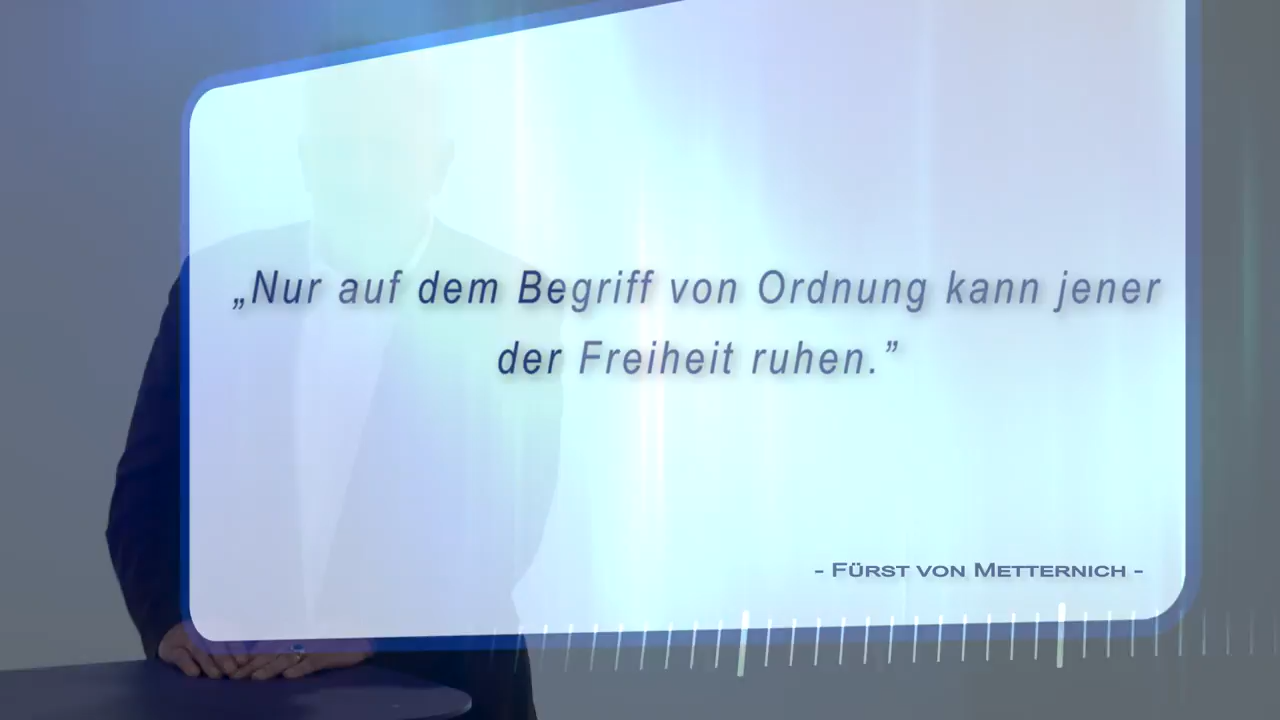 „Nur auf dem Begriff von Ordnung kann jener
der Freiheit ruhen.”
- Fürst von Metternich -